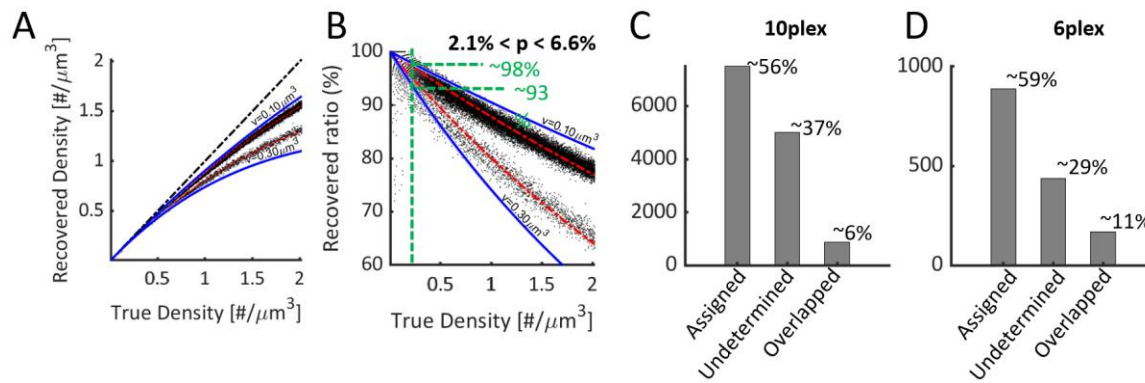 A
Recovered Density [#/μm³]
2
1.5
1
0.5
v=0.10μm³
v=0.30μm³
0.5 1 1.5 2
True Density [#/μm³]
B
2.1% < p < 6.6%
Recovered ratio (%)
100
90
80
70
60
~98%
~93
%
v=0.10μm³
v=0.30μm³
0.5 1 1.5 2
True Density [#/μm³]
C
10plex
6000
4000
2000
0
~56%
~37%
~6%
Assigned
Undetermined
Overlapped
D
6plex
1000
500
0
~59%
~29%
~11%
Assigned
Undetermined
Overlapped